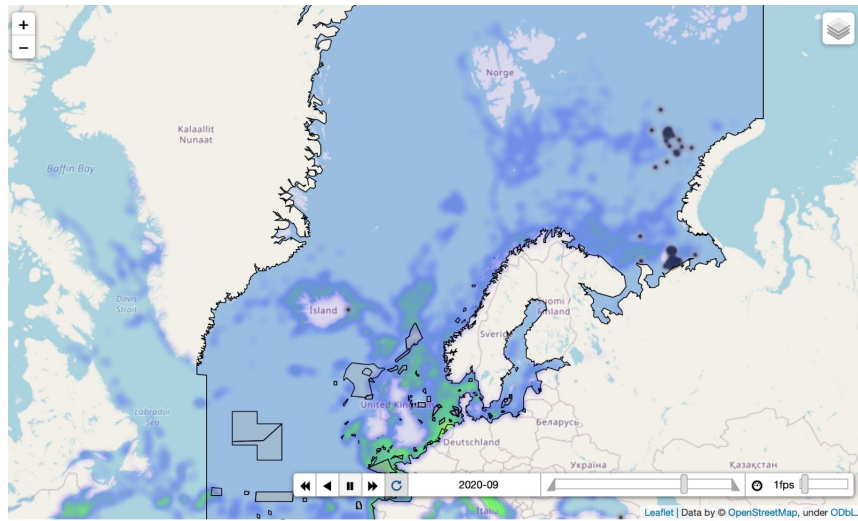 +
−
Norge
Kalaallit
Nunaat
Baffin Bay
Davis
Strait
Ísland
Suomi /
Finland
Sverige
Labrador
Sea
United Kingdom
Беларусь
Deutschland
Україна
Қазақстан
2020-09
1fps
Italia
Leaflet | Data by © OpenStreetMap, under ODbL.